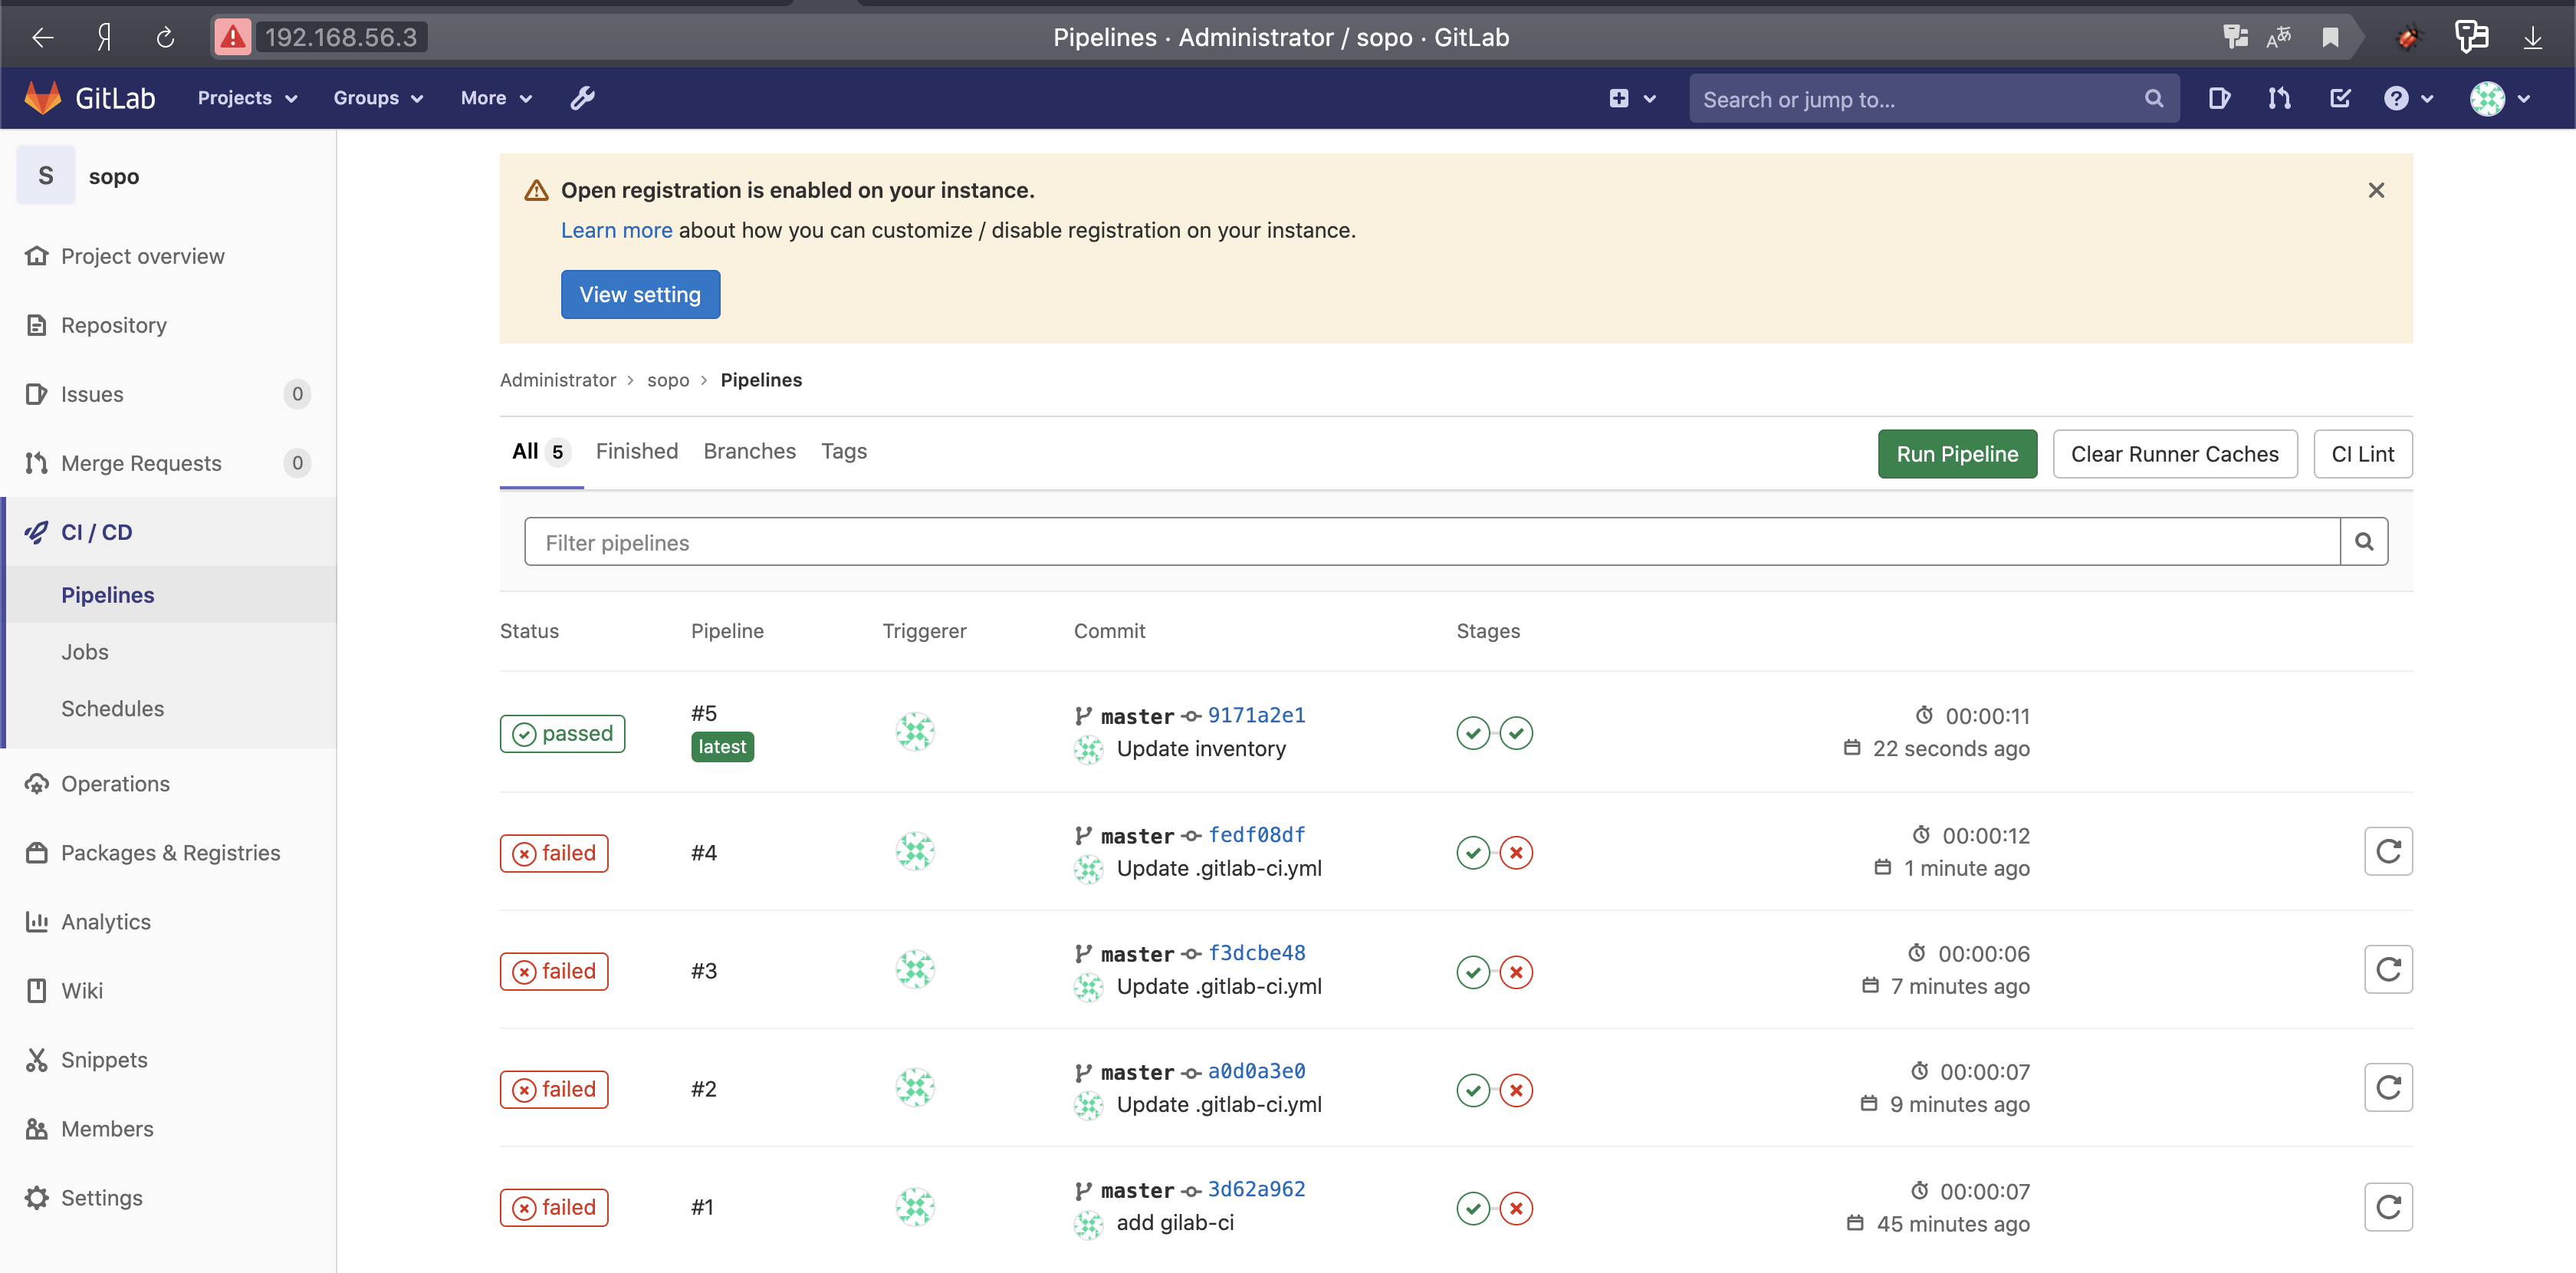 Я
192.168.56.3
Pipelines · Administrator / sopo · GitLab
GitLab
Projects
Groups
More
Search or jump to...
S
sopo
Project overview
Repository
Issues 0
Merge Requests 0
CI / CD
Pipelines
Jobs
Schedules
Operations
Packages & Registries
Analytics
Wiki
Snippets
Members
Settings
Open registration is enabled on your instance.
Learn more about how you can customize / disable registration on your instance.
View setting
Administrator > sopo > Pipelines
All 5 Finished Branches Tags
Run Pipeline Clear Runner Caches CI Lint
Filter pipelines
Status Pipeline Triggerer Commit Stages
passed
#5
latest
master 9171a2e1
Update inventory
00:00:11
22 seconds ago
failed
#4
master fedf08df
Update .gitlab-ci.yml
00:00:12
1 minute ago
failed
#3
master f3dcbe48
Update .gitlab-ci.yml
00:00:06
7 minutes ago
failed
#2
master a0d0a3e0
Update .gitlab-ci.yml
00:00:07
9 minutes ago
failed
#1
master 3d62a962
add gilab-ci
00:00:07
45 minutes ago